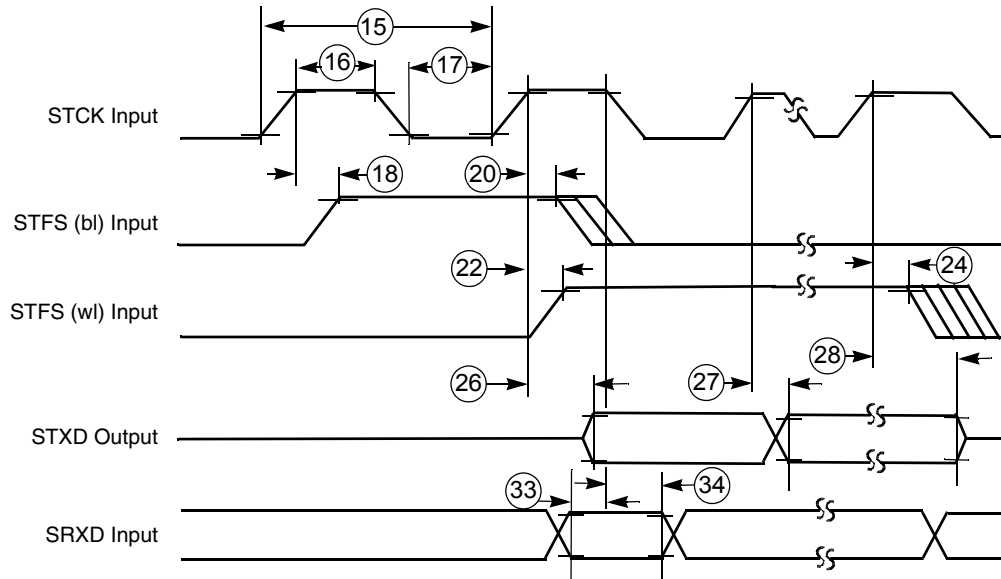 15
16
17
STCK Input
18
20
STFS (bl) Input
22
24
STFS (wl) Input
26
27
28
STXD Output
33
34
SRXD Input